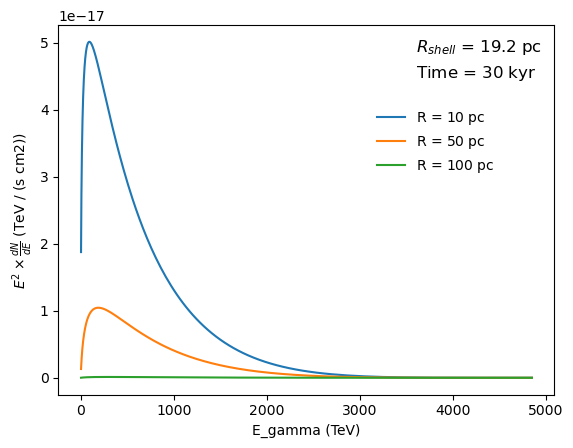 1e−17
R_shell = 19.2 pc
Time = 30 kyr
R = 10 pc
R = 50 pc
R = 100 pc
5
4
3
2
1
0
E² × dN/dE (TeV / (s cm2))
0 1000 2000 3000 4000 5000
E_gamma (TeV)